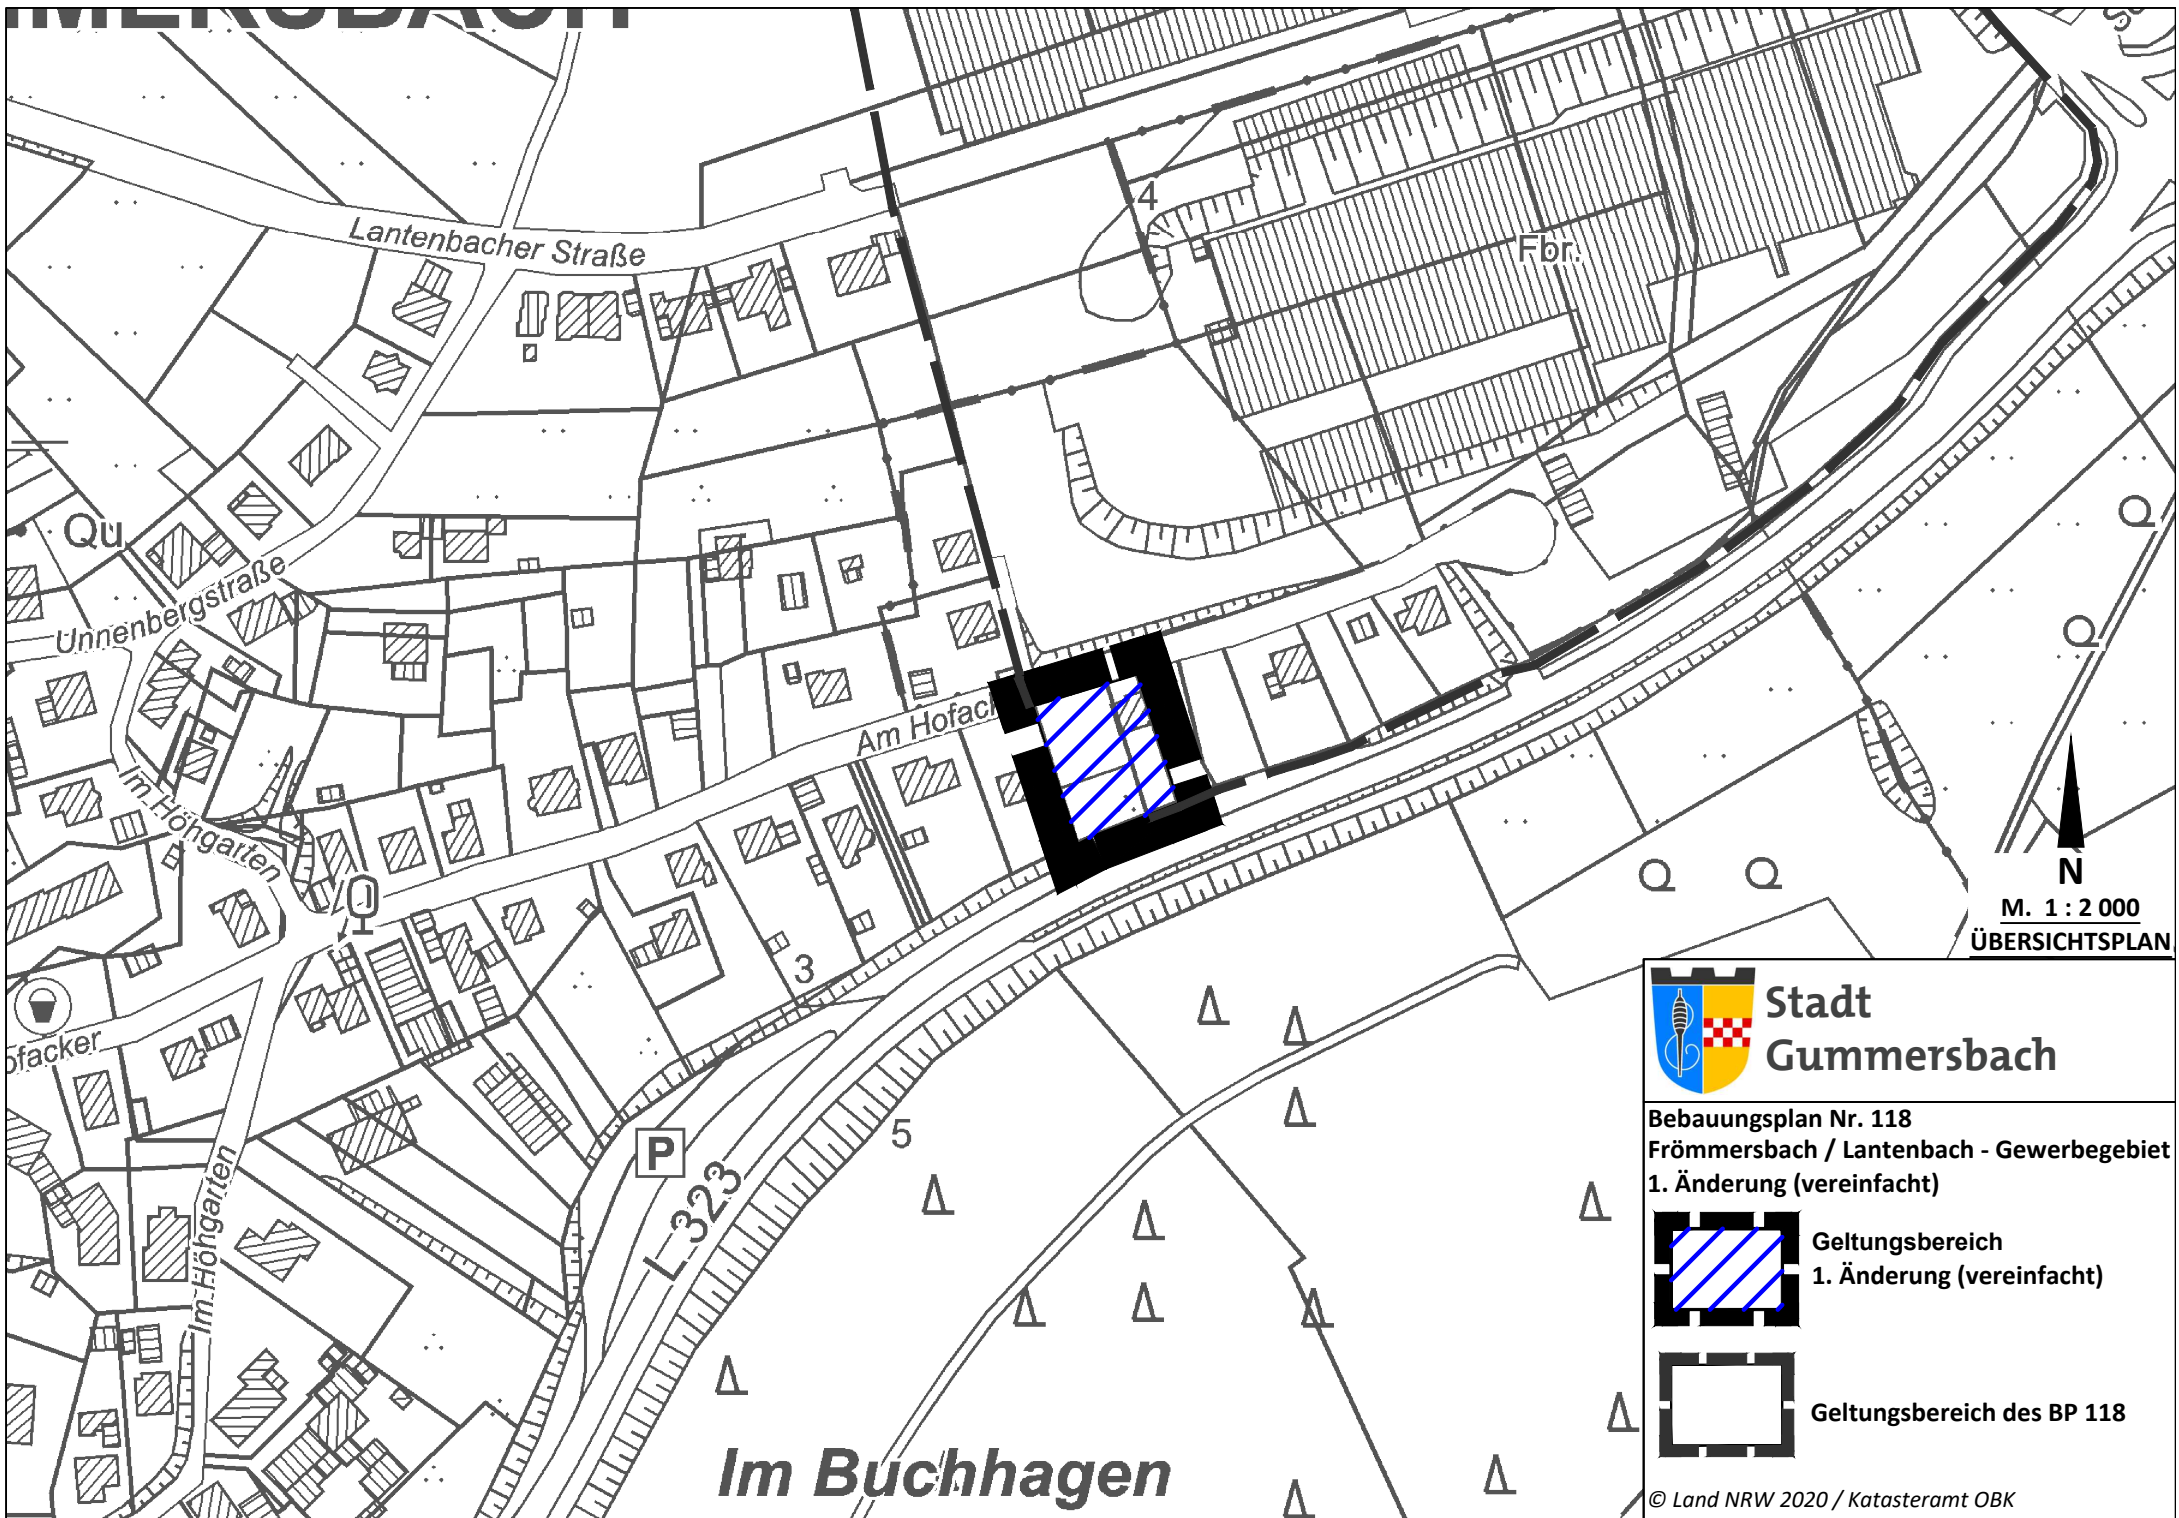 Lantenbacher Straße
4
Fbr.
Qu
Unnenbergstraße
Am Hofac
Im Höhgarten
3
ofacker
P
L 323
5
Im Höhgarten
Im Buchhagen
N
M. 1 : 2 000
ÜBERSICHTSPLAN
Stadt
Gummersbach
Bebauungsplan Nr. 118
Frömmersbach / Lantenbach - Gewerbegebiet
1. Änderung (vereinfacht)
Geltungsbereich
1. Änderung (vereinfacht)
Geltungsbereich des BP 118
© Land NRW 2020 / Katasteramt OBK